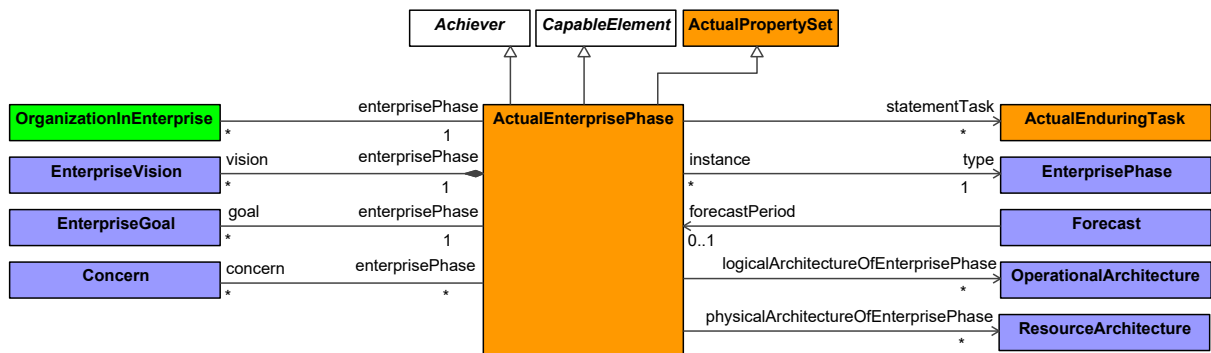 Achiever
CapableElement
ActualPropertySet
OrganizationInEnterprise
enterprisePhase
*
1
ActualEnterprisePhase
statementTask
*
ActualEnduringTask
EnterpriseVision
vision
*
enterprisePhase
1
instance
*
type
1
EnterprisePhase
EnterpriseGoal
goal
*
enterprisePhase
1
forecastPeriod
0..1
Forecast
Concern
concern
*
enterprisePhase
*
logicalArchitectureOfEnterprisePhase
*
OperationalArchitecture
physicalArchitectureOfEnterprisePhase
*
ResourceArchitecture